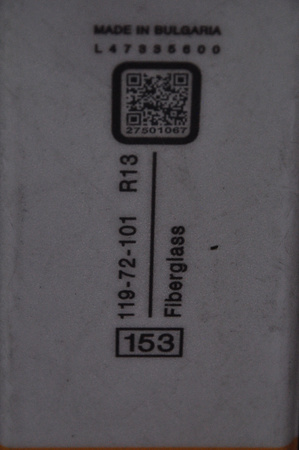 MADE IN BULGARIA
L47335600
27501067
119-72-101 R13
Fiberglass
153